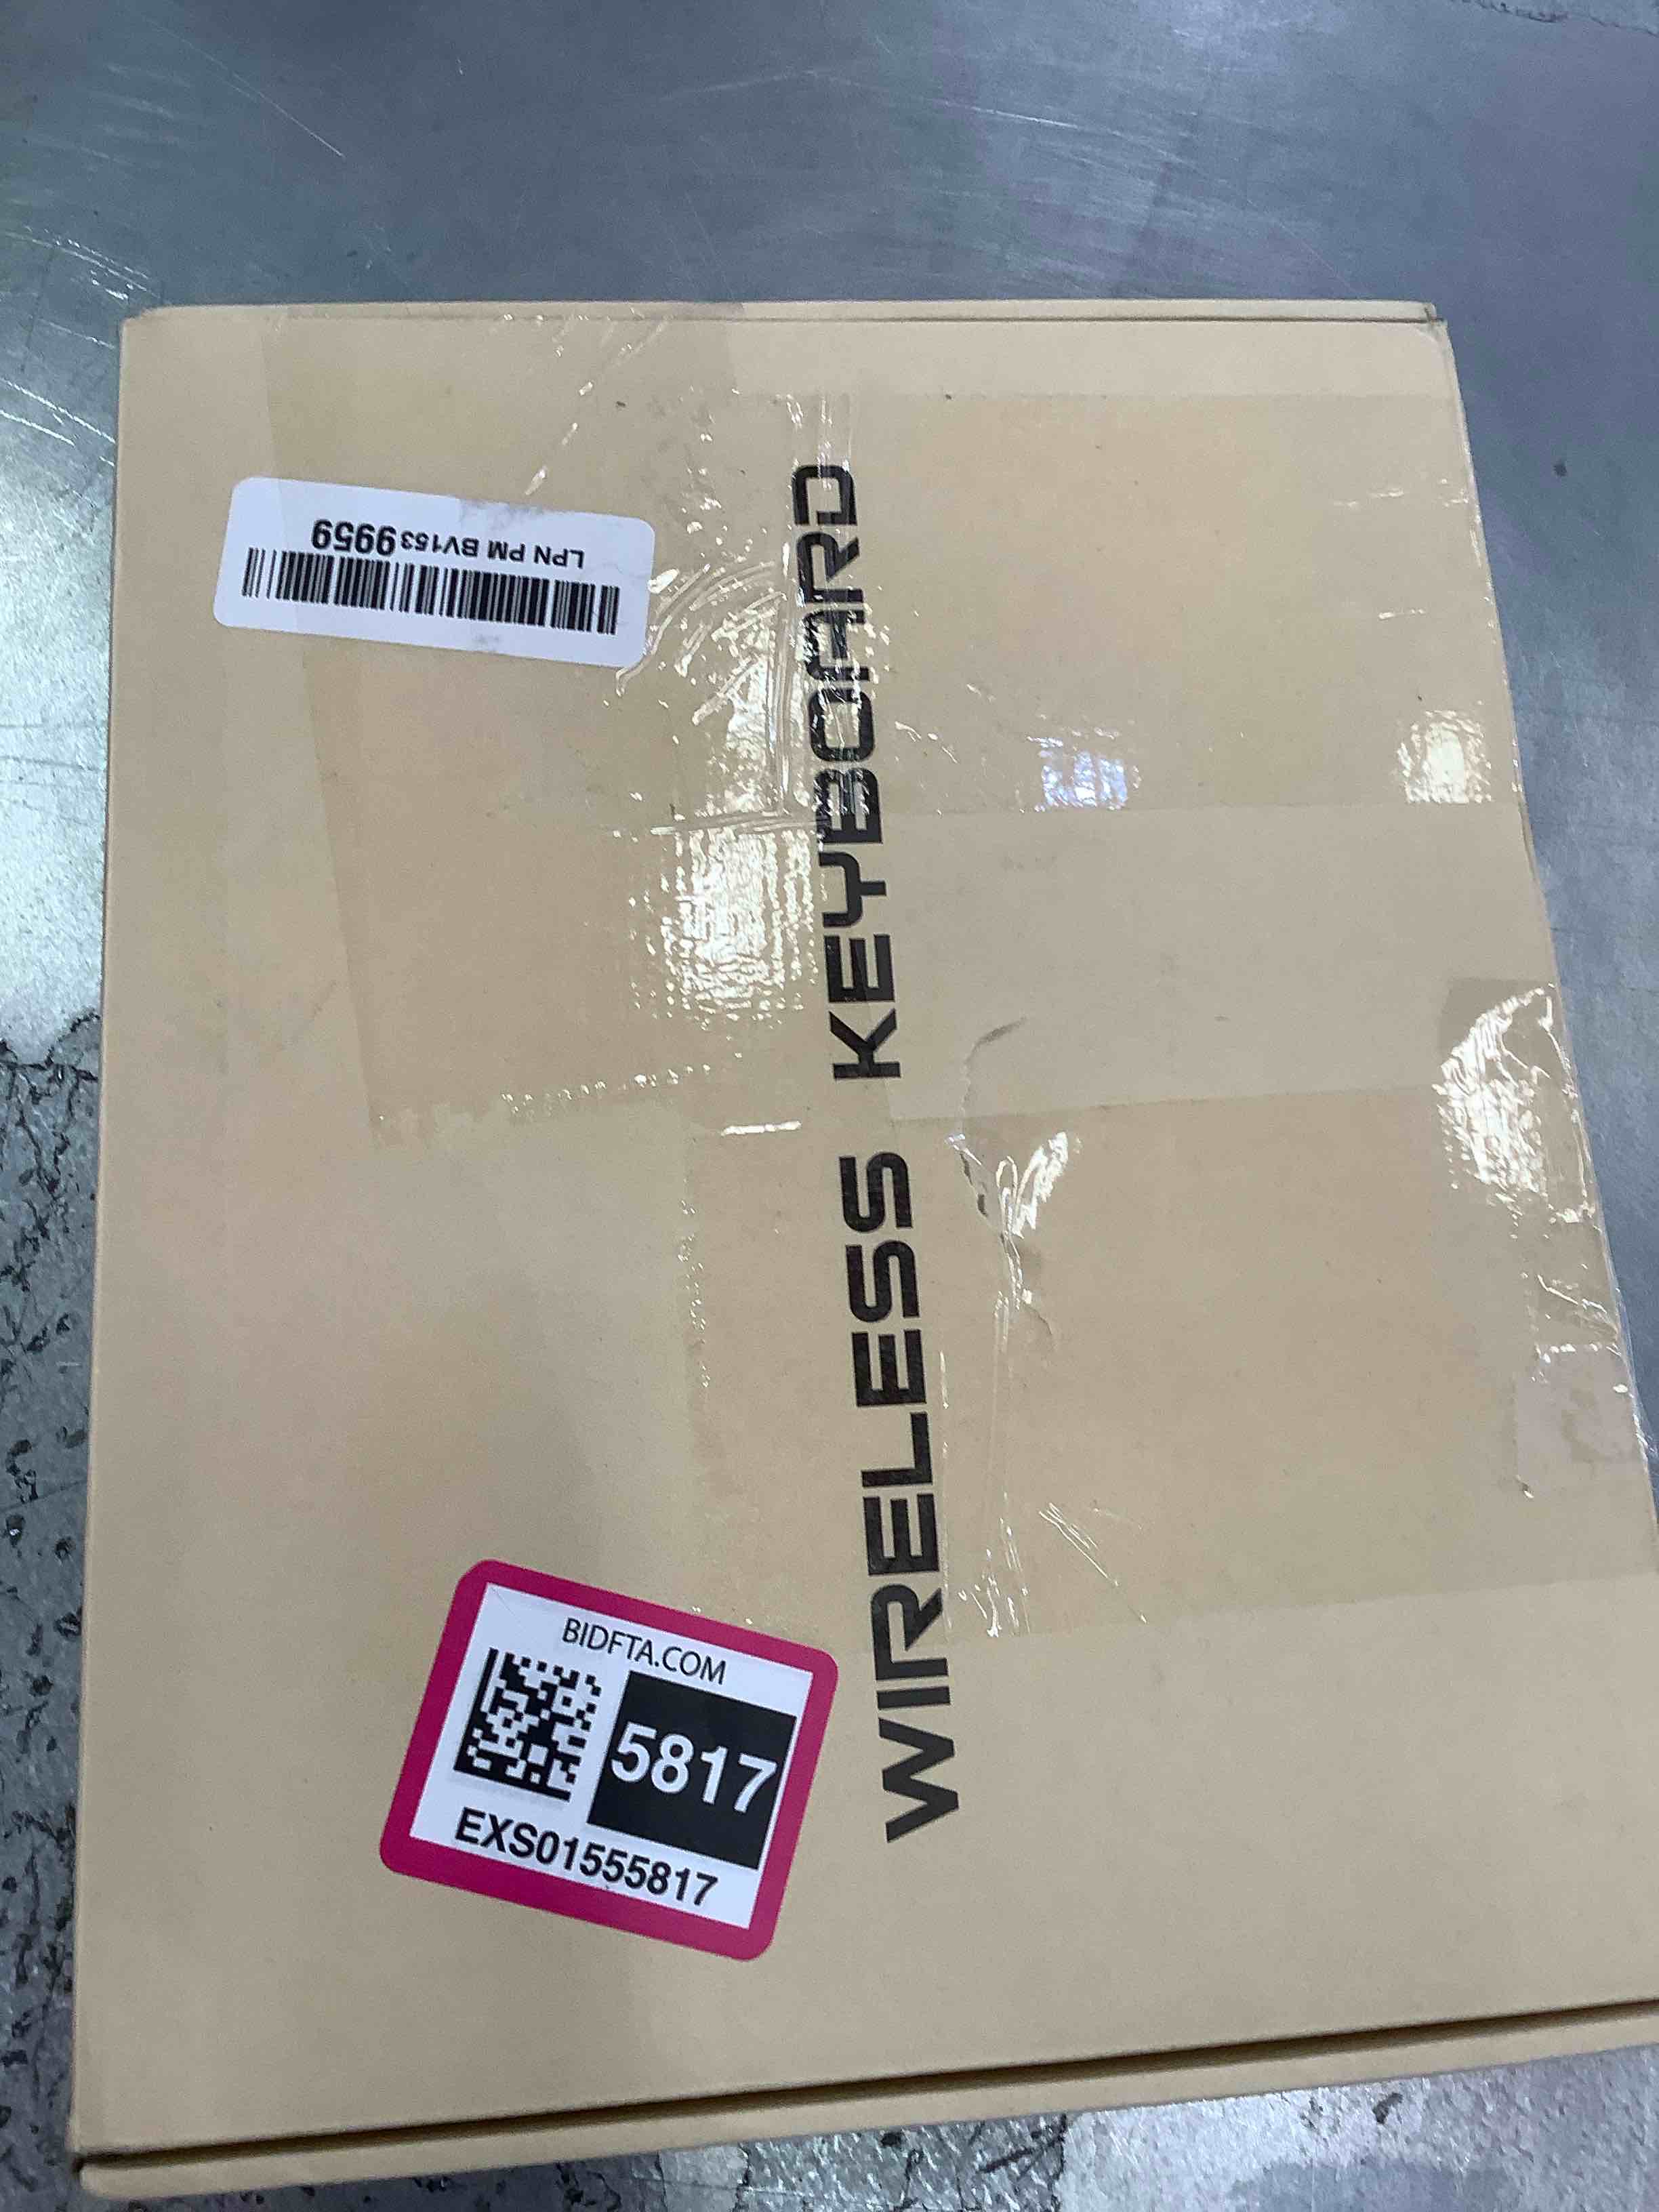 LPN PM BV153 9959
WIRELESS KEYBOARD
BIDFTA.COM
5817
EXS01555817